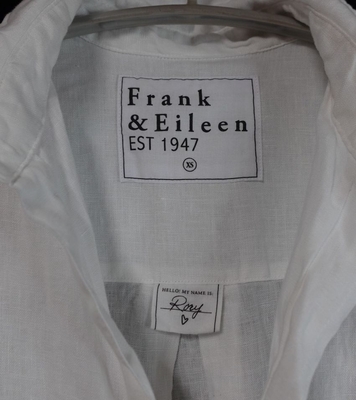 Frank
& Eileen
EST 1947
XS
HELLO! MY NAME IS:
Rory